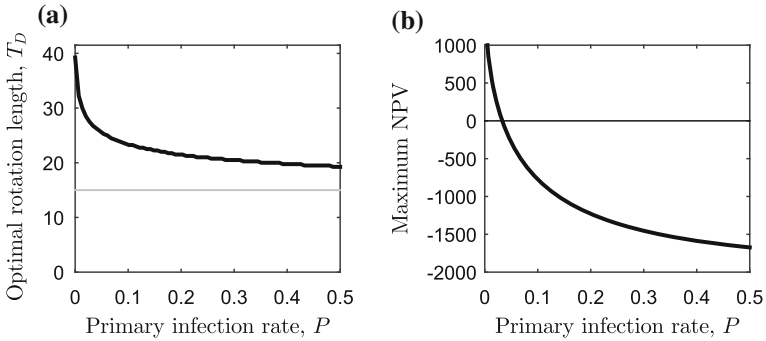 (a)
Optimal rotation length, T_D
40
30
20
10
0
0 0.1 0.2 0.3 0.4 0.5
Primary infection rate, P
(b)
Maximum NPV
1000
500
0
-500
-1000
-1500
-2000
0 0.1 0.2 0.3 0.4 0.5
Primary infection rate, P